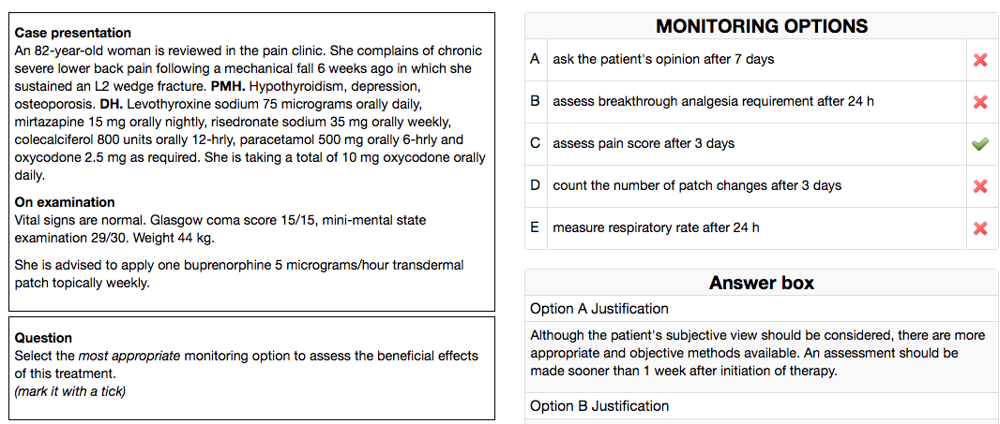 Case presentation
An 82-year-old woman is reviewed in the pain clinic. She complains of chronic
severe lower back pain following a mechanical fall 6 weeks ago in which she
sustained an L2 wedge fracture. PMH. Hypothyroidism, depression,
osteoporosis. DH. Levothyroxine sodium 75 micrograms orally daily,
mirtazapine 15 mg orally nightly, risedronate sodium 35 mg orally weekly,
colecalciferol 800 units orally 12-hrly, paracetamol 500 mg orally 6-hrly and
oxycodone 2.5 mg as required. She is taking a total of 10 mg oxycodone orally
daily.
On examination
Vital signs are normal. Glasgow coma score 15/15, mini-mental state
examination 29/30. Weight 44 kg.
She is advised to apply one buprenorphine 5 micrograms/hour transdermal
patch topically weekly.
Question
Select the most appropriate monitoring option to assess the beneficial effects
of this treatment.
(mark it with a tick)
MONITORING OPTIONS
A ask the patient's opinion after 7 days
B assess breakthrough analgesia requirement after 24 h
C assess pain score after 3 days
D count the number of patch changes after 3 days
E measure respiratory rate after 24 h
Answer box
Option A Justification
Although the patient's subjective view should be considered, there are more
appropriate and objective methods available. An assessment should be
made sooner than 1 week after initiation of therapy.
Option B Justification